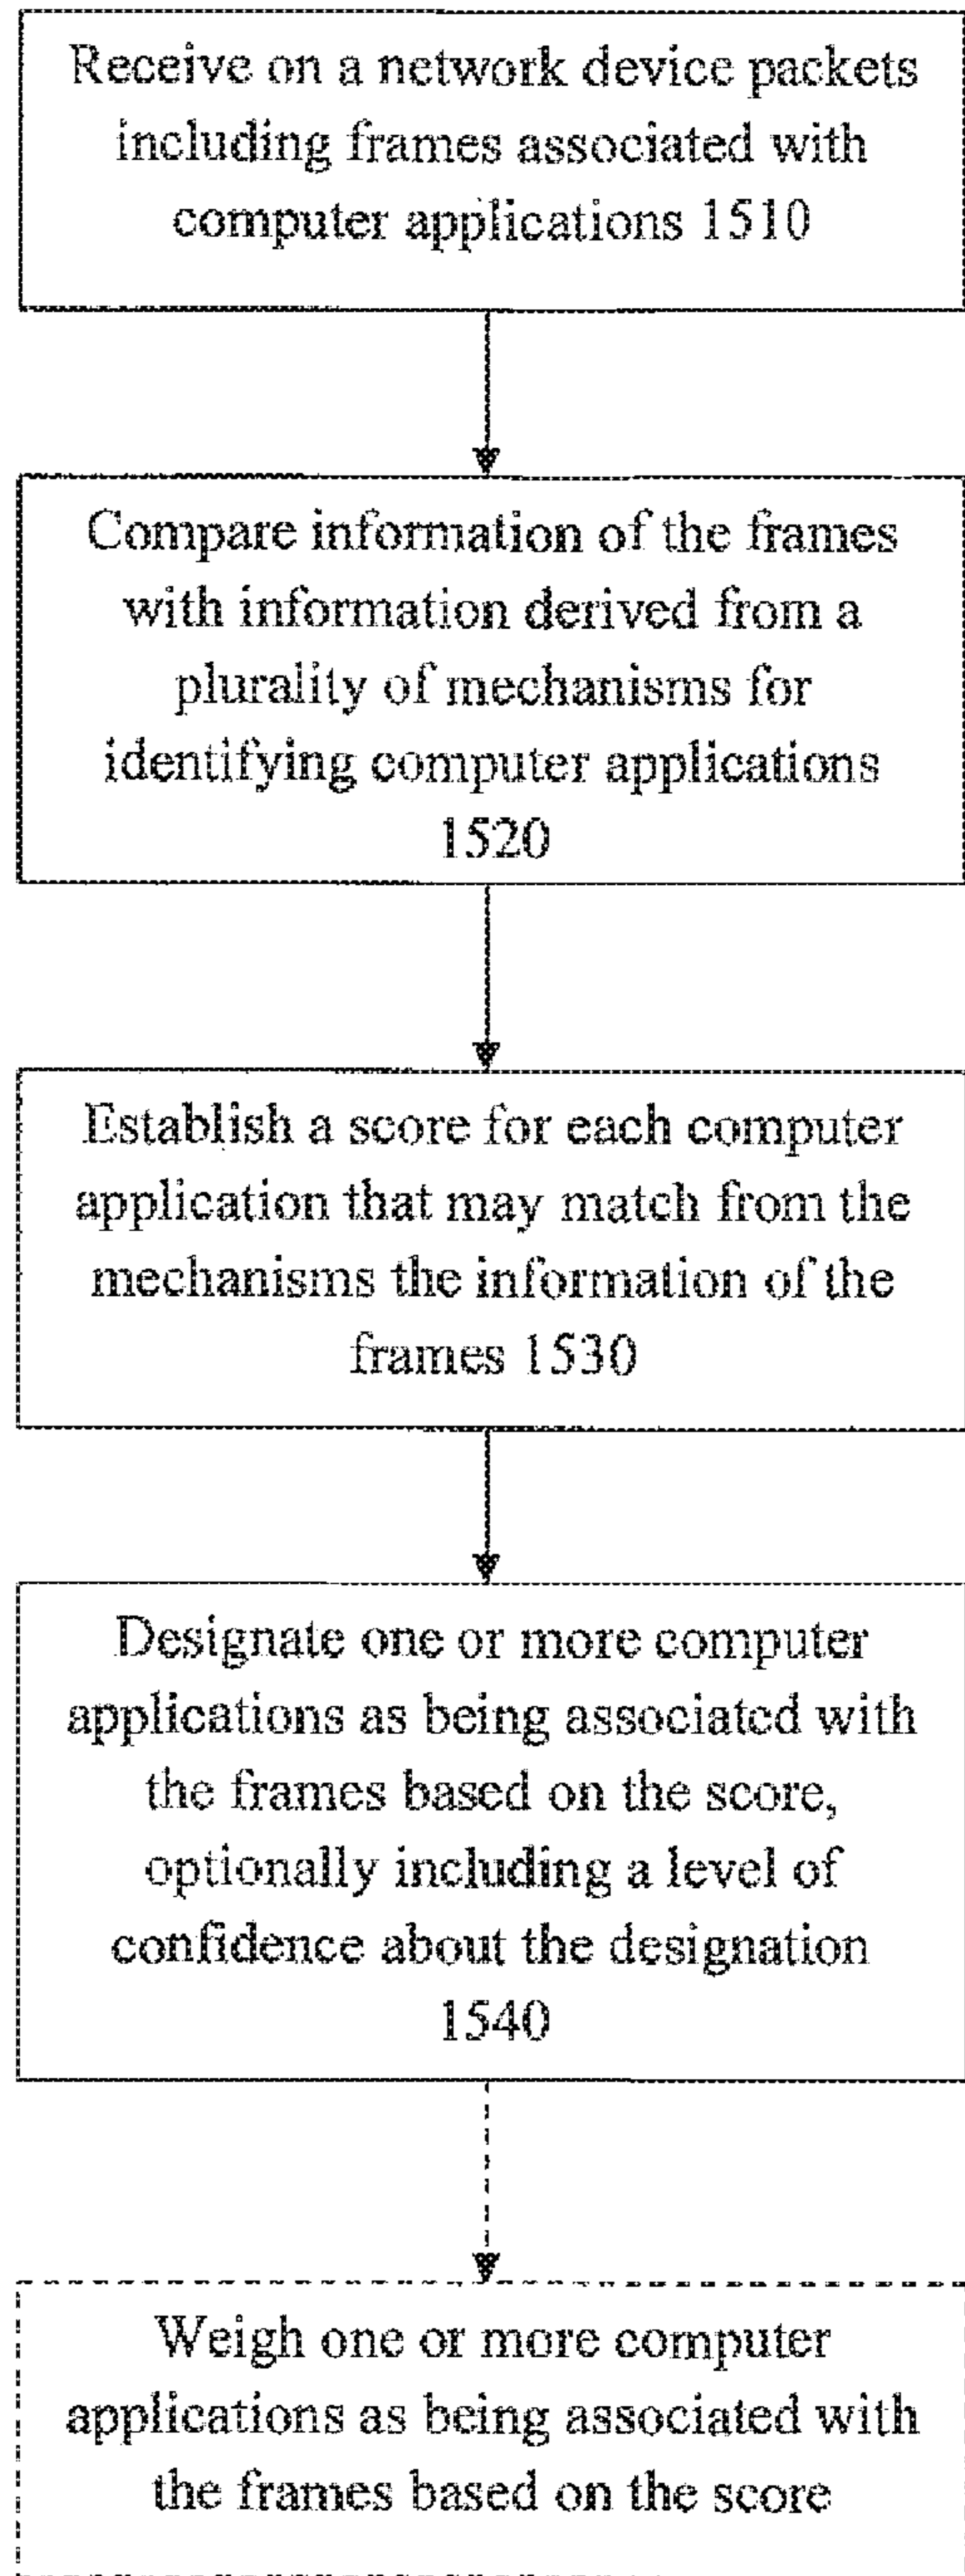 Receive on a network device packets
including frames associated with
computer applications 1510
Compare information of the frames
with information derived from a
plurality of mechanisms for
identifying computer applications
1520
Establish a score for each computer
application that may match from the
mechanisms the information of the
frames 1530
Designate one or more computer
applications as being associated with
the frames based on the score,
optionally including a level of
confidence about the designation
1540
Weigh one or more computer
applications as being associated with
the frames based on the score